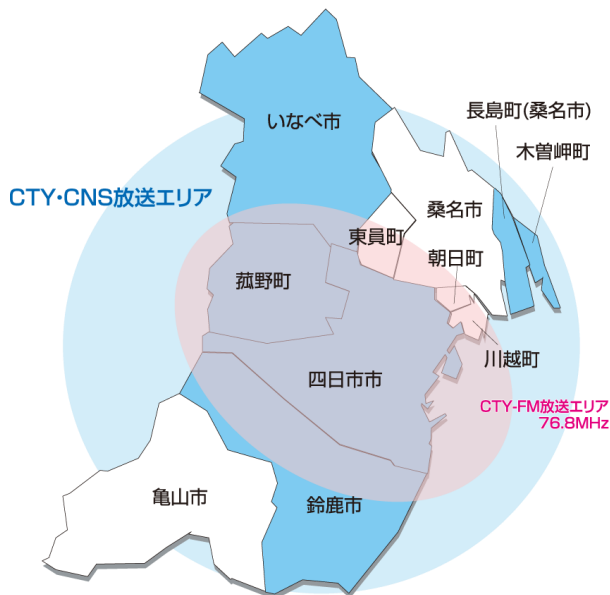 いなべ市
長島町(桑名市)
木曽岬町
CTY・CNS放送エリア
桑名市
東員町
朝日町
菰野町
川越町
四日市市
CTY-FM放送エリア
76.8MHz
亀山市
鈴鹿市